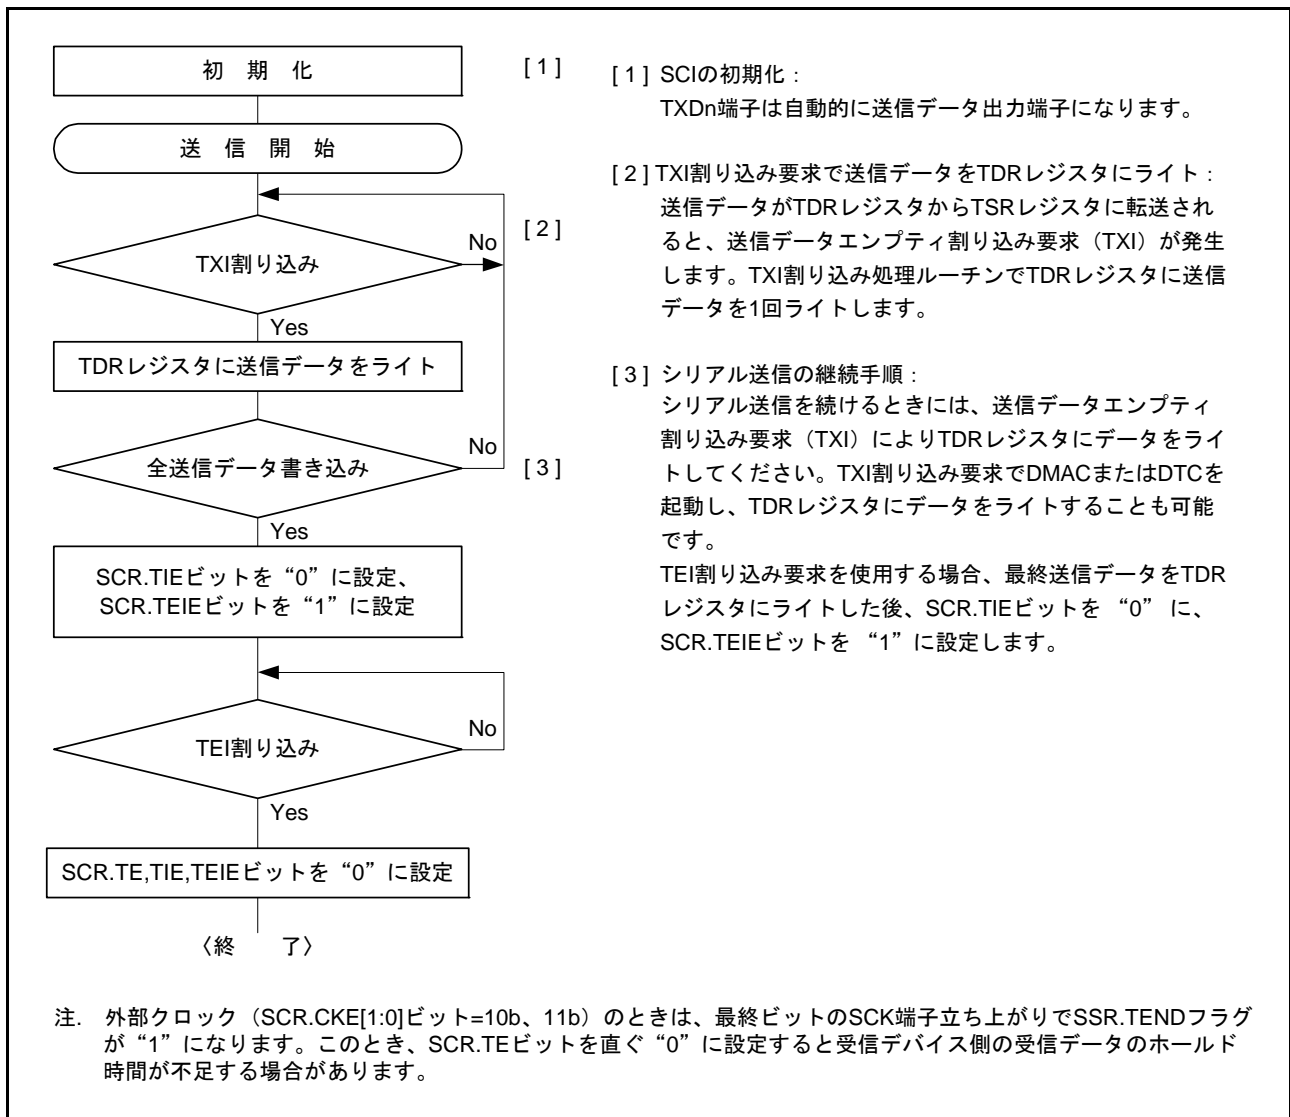 初 期 化
[ 1 ]
送 信 開 始
[ 2 ]
TXI割り込み
No
Yes
TDRレジスタに送信データをライト
全送信データ書き込み
No
[ 3 ]
Yes
SCR.TIEビットを“0”に設定、
SCR.TEIEビットを“1”に設定
TEI割り込み
No
Yes
SCR.TE,TIE,TEIEビットを“0”に設定
〈終 了〉
[ 1 ] SCIの初期化：
TXDn端子は自動的に送信データ出力端子になります。
[ 2 ] TXI割り込み要求で送信データをTDRレジスタにライト：
送信データがTDRレジスタからTSRレジスタに転送され
ると、送信データエンプティ割り込み要求（TXI）が発生
します。TXI割り込み処理ルーチンでTDRレジスタに送信
データを1回ライトします。
[ 3 ] シリアル送信の継続手順：
シリアル送信を続けるときには、送信データエンプティ
割り込み要求（TXI）によりTDRレジスタにデータをライ
トしてください。TXI割り込み要求でDMACまたはDTCを
起動し、TDRレジスタにデータをライトすることも可能
です。
TEI割り込み要求を使用する場合、最終送信データをTDR
レジスタにライトした後、SCR.TIEビットを “0” に、
SCR.TEIEビットを “1”に設定します。
注. 外部クロック（SCR.CKE[1:0]ビット=10b、11b）のときは、最終ビットのSCK端子立ち上がりでSSR.TENDフラグ
が“1”になります。このとき、SCR.TEビットを直ぐ“0”に設定すると受信デバイス側の受信データのホールド
時間が不足する場合があります。